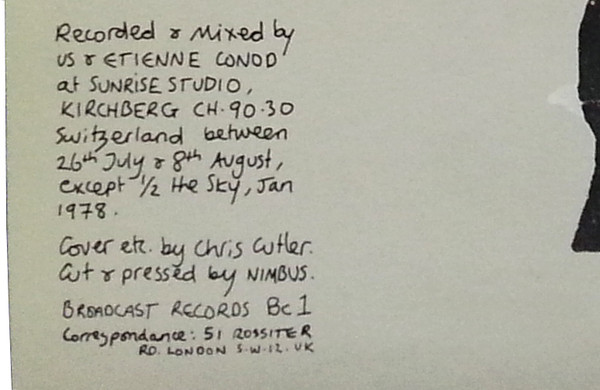 Recorded & Mixed by
US & ETIENNE CONOD
at SUNRISE STUDIO,
KIRCHBERG CH·90·30
Switzerland between
26th July & 8th August,
except 1/2 the Sky, Jan
1978.
Cover etc. by Chris Cutler.
Cut & pressed by NIMBUS.
BROADCAST RECORDS Bc 1
Correspondance: 51 ROSSITER
RD. LONDON S·W·12. UK